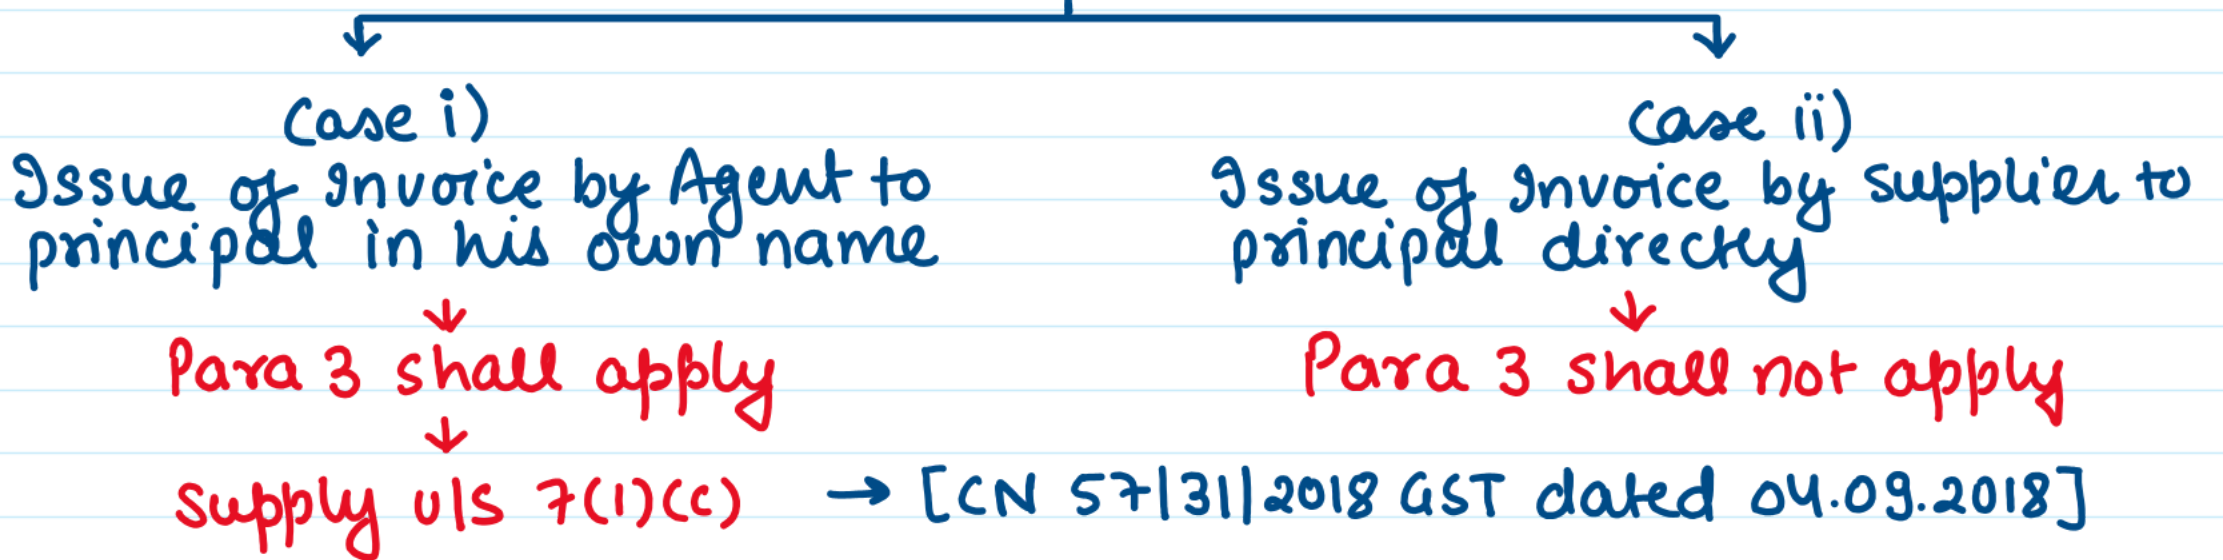 Case i)
Issue of Invoice by Agent to
principal in his own name
Para 3 shall apply
Supply u/s 7(1)(c)
Case ii)
Issue of Invoice by supplier to
principal directly
Para 3 shall not apply
→ [CN 57/31/2018 GST dated 04.09.2018]